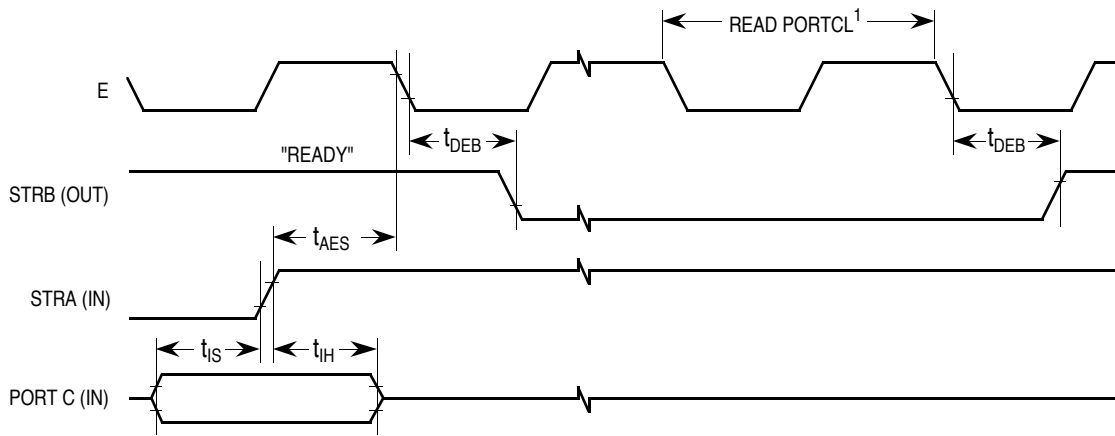 READ PORTCL¹
E
tDEB
tDEB
"READY"
STRB (OUT)
tAES
STRA (IN)
tIS
tIH
PORT C (IN)